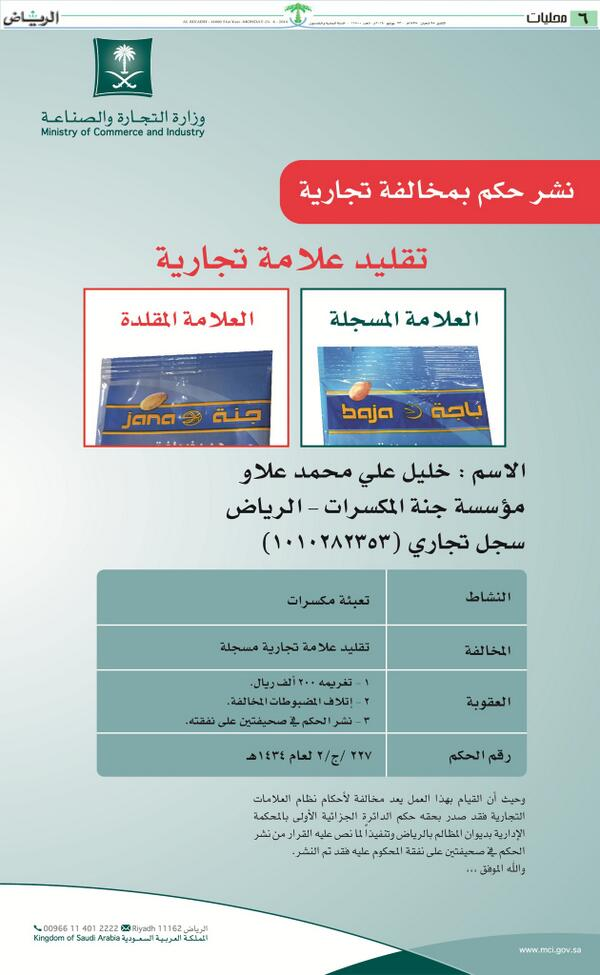 ٦ محليات
AL RIYADH
الرياض
وزارة التجارة والصناعة
Ministry of Commerce and Industry
نشر حكم بمخالفة تجارية
تقليد علامة تجارية
العلامة المسجلة
العلامة المقلدة
باجة baja
جنة jana
الاسم : خليل علي محمد علاو
مؤسسة جنة المكسرات - الرياض
سجل تجاري (١٠١٠٢٨٢٣٥٣)
النشاط تعبئة مكسرات
المخالفة تقليد علامة تجارية مسجلة
العقوبة ١ - تغريمه ٢٠٠ ألف ريال.
٢ - إتلاف المضبوطات المخالفة.
٣ - نشر الحكم في صحيفتين على نفقته.
رقم الحكم ٢٢٧ /ج/٢ لعام ١٤٣٤هـ
وحيث أن القيام بهذا العمل يعد مخالفة لأحكام نظام العلامات
التجارية فقد صدر بحقه حكم الدائرة الجزائية الأولى بالمحكمة
الإدارية بديوان المظالم بالرياض وتنفيذاً لما نص عليه القرار من نشر
الحكم في صحيفتين على نفقة المحكوم عليه فقد تم النشر.
والله الموفق ...
00966 11 401 2222 Riyadh 11162 الرياض
Kingdom of Saudi Arabia المملكة العربية السعودية
www.mci.gov.sa